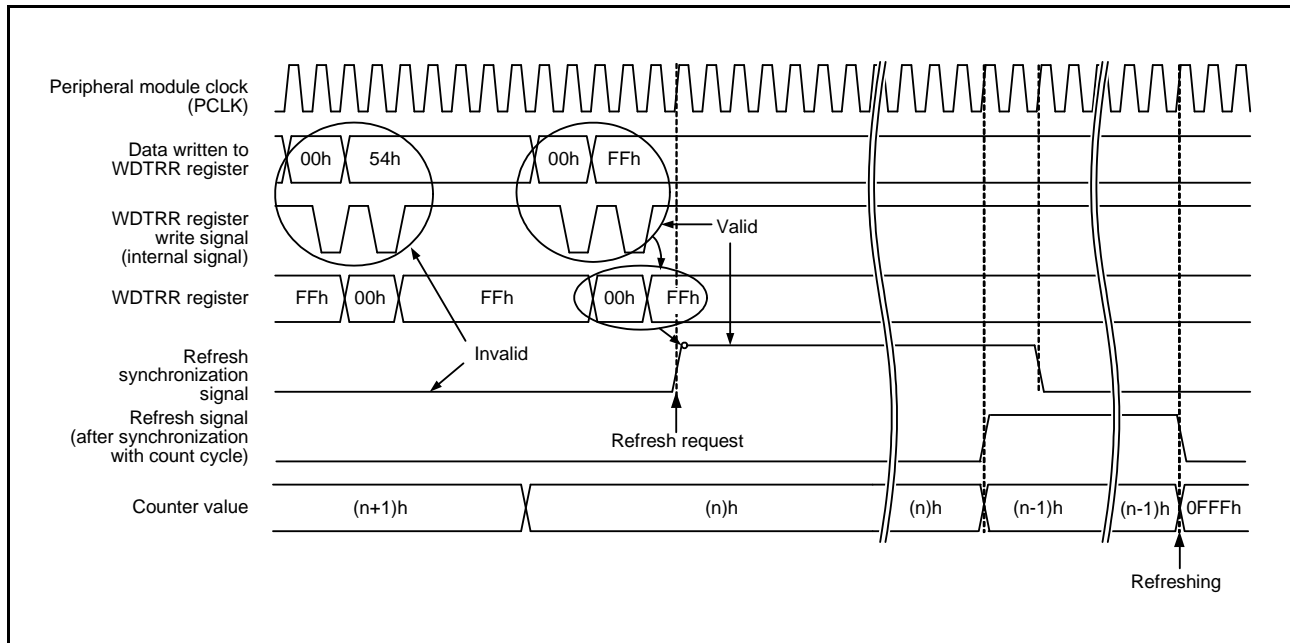 Peripheral module clock
(PCLK)
Data written to
WDTRR register
00h
54h
00h
FFh
WDTRR register
write signal
(internal signal)
Valid
WDTRR register
FFh
00h
FFh
00h
FFh
Invalid
Refresh
synchronization
signal
Refresh request
Refresh signal
(after synchronization
with count cycle)
Counter value
(n+1)h
(n)h
(n)h
(n-1)h
(n-1)h
0FFFh
Refreshing